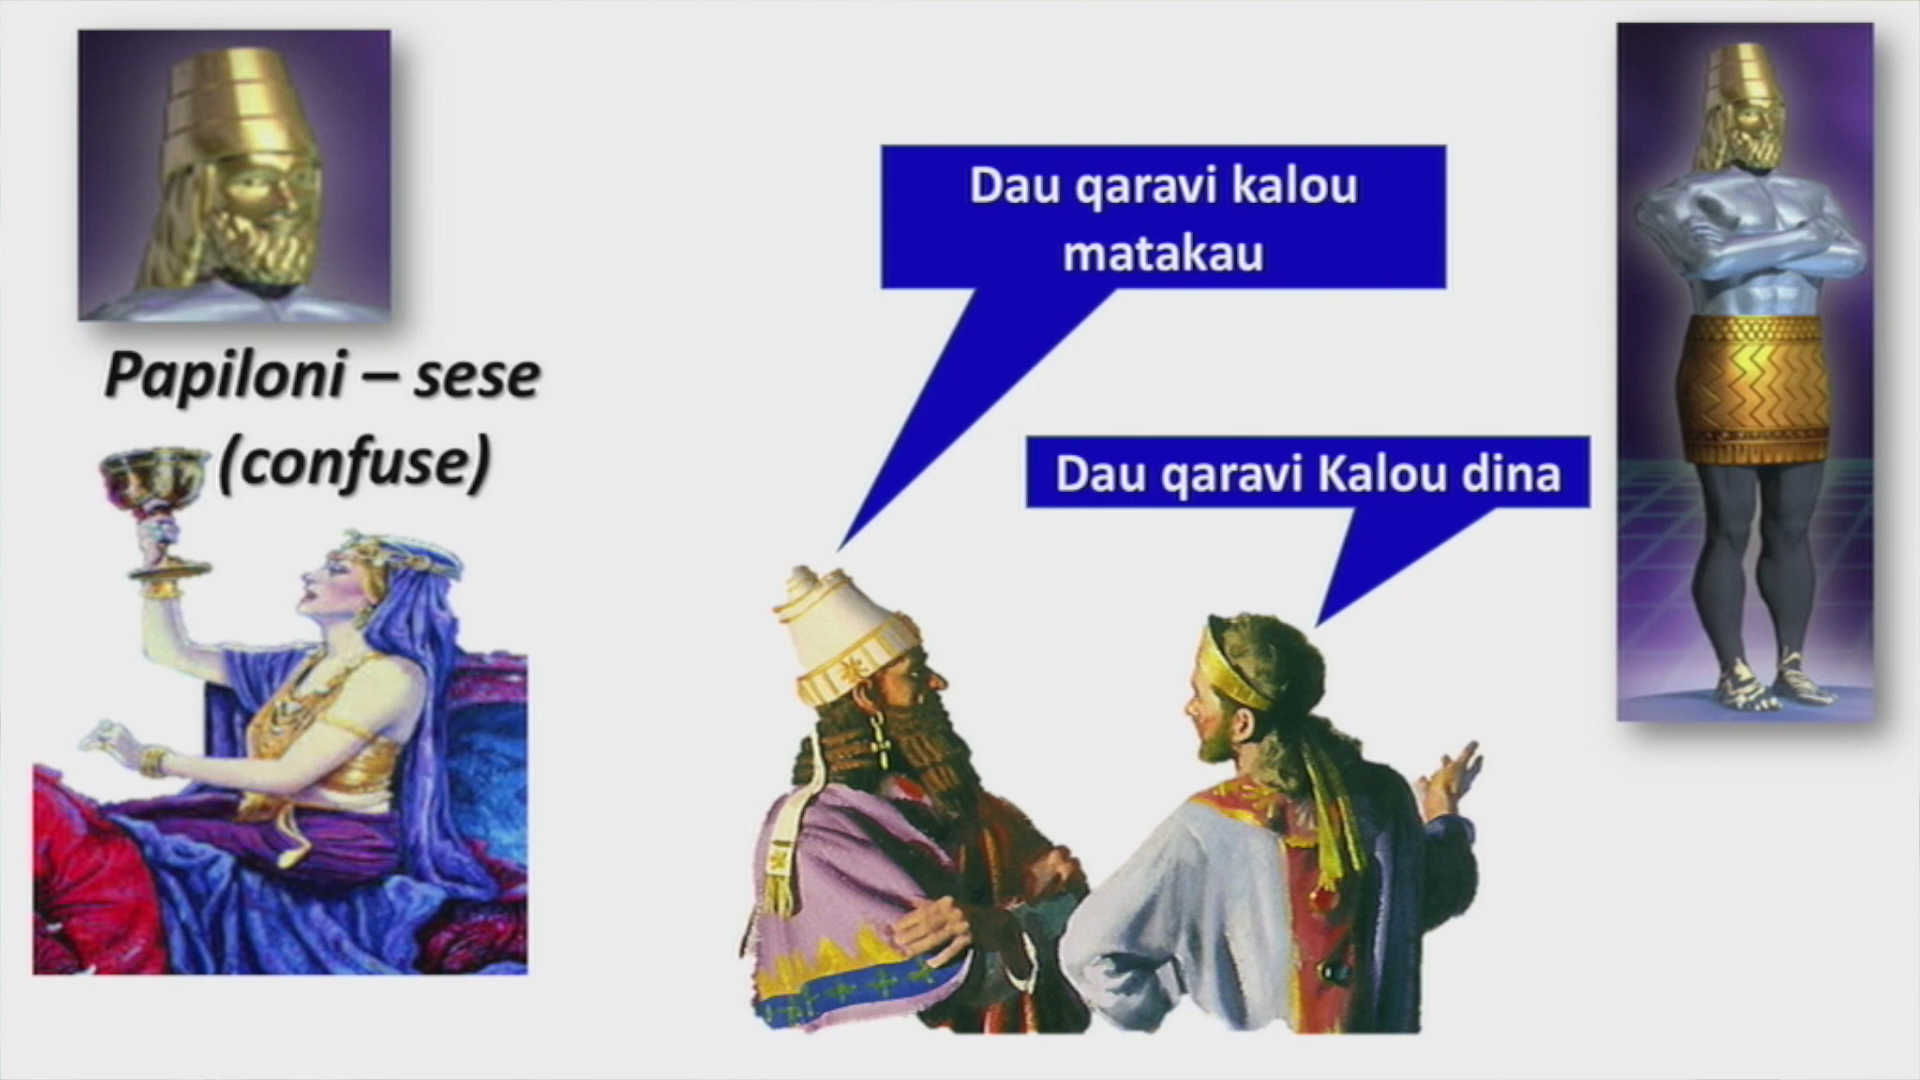 Papiloni – sese
(confuse)
Dau qaravi kalou
matakau
Dau qaravi Kalou dina